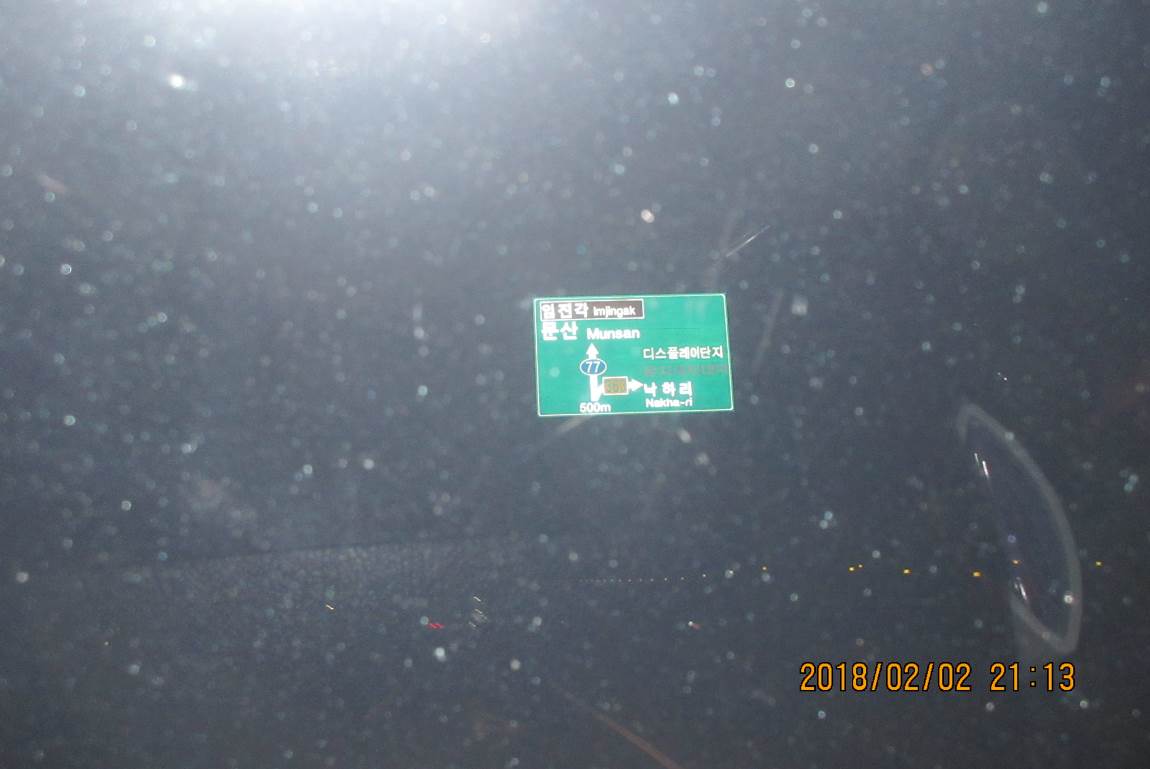 임진각 Imjingak
문산 Munsan
77
디스플레이단지
낙하리
Nakha-ri
500m
2018/02/02 21:13